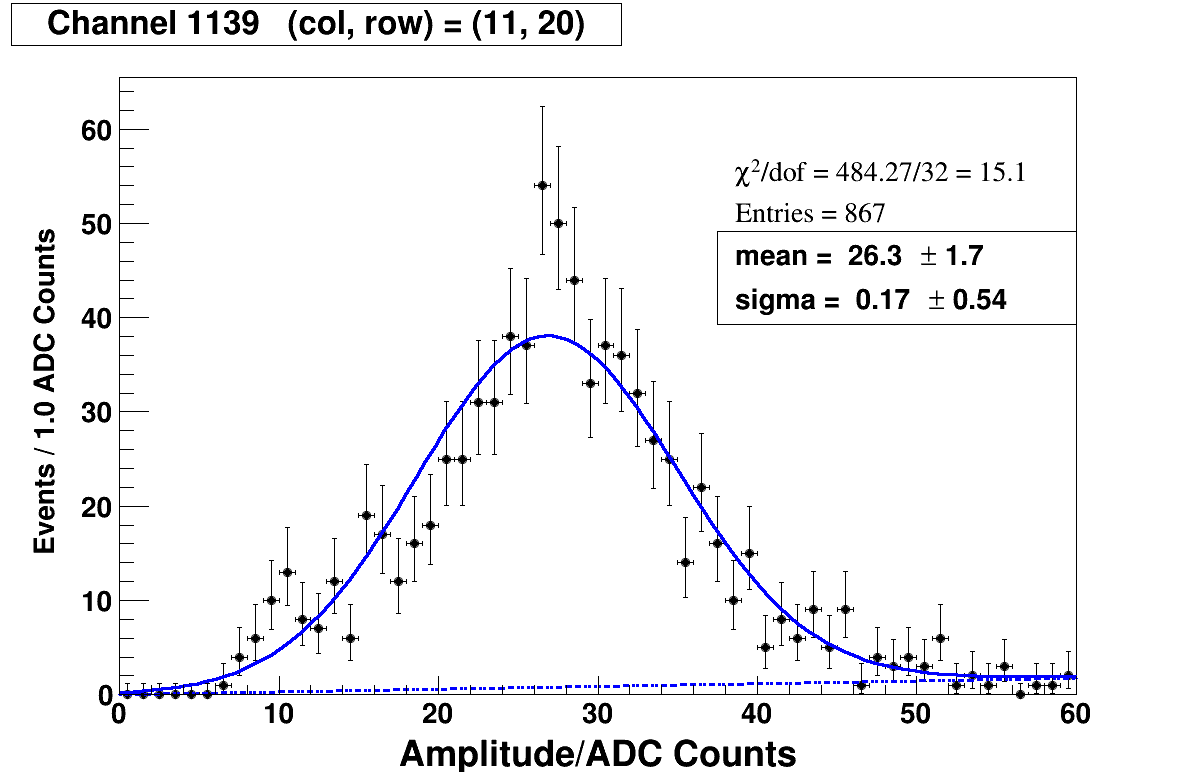 Channel 1139 (col, row) = (11, 20)
60
50
40
30
20
10
0
Events / 1.0 ADC Counts
χ²/dof = 484.27/32 = 15.1
Entries = 867
mean = 26.3 ± 1.7
sigma = 0.17 ± 0.54
0 10 20 30 40 50 60
Amplitude/ADC Counts